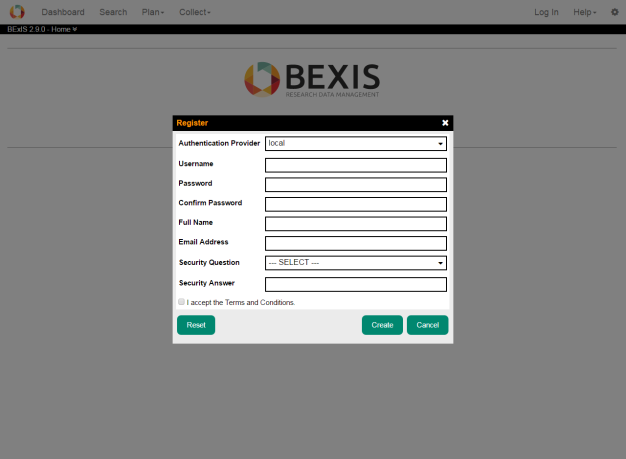 Dashboard Search Plan Collect Log In Help
BExIS 2.9.0 - Home
BEXIS
RESEARCH DATA MANAGEMENT
Register
Authentication Provider local
Username
Password
Confirm Password
Full Name
Email Address
Security Question --- SELECT ---
Security Answer
I accept the Terms and Conditions.
Reset Create Cancel